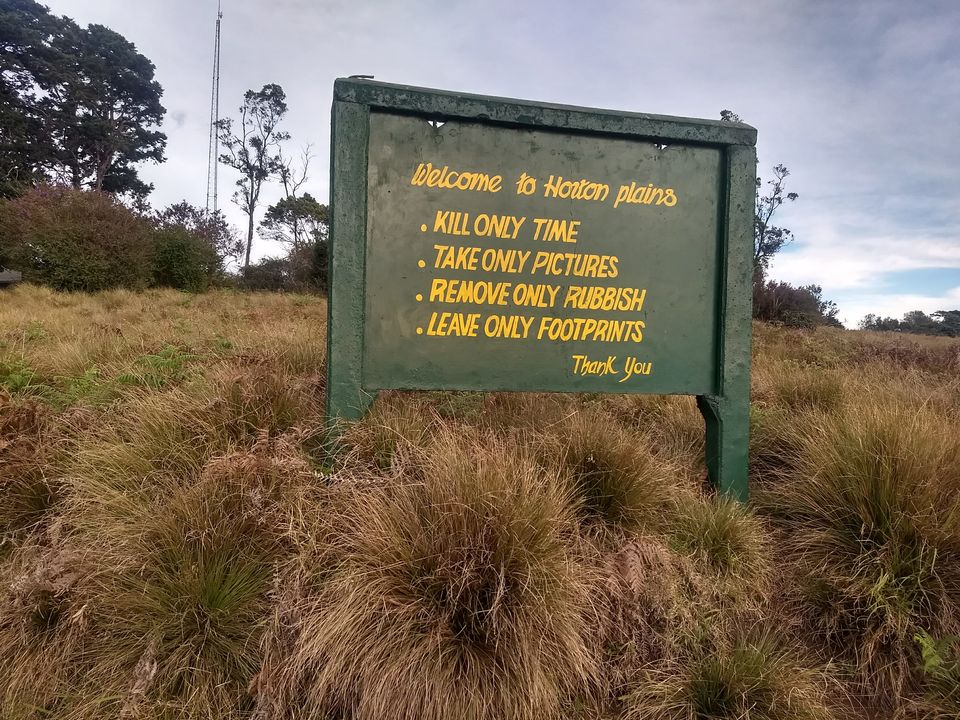 Welcome to Horton plains
. KILL ONLY TIME
. TAKE ONLY PICTURES
. REMOVE ONLY RUBBISH
. LEAVE ONLY FOOTPRINTS
ThanK You